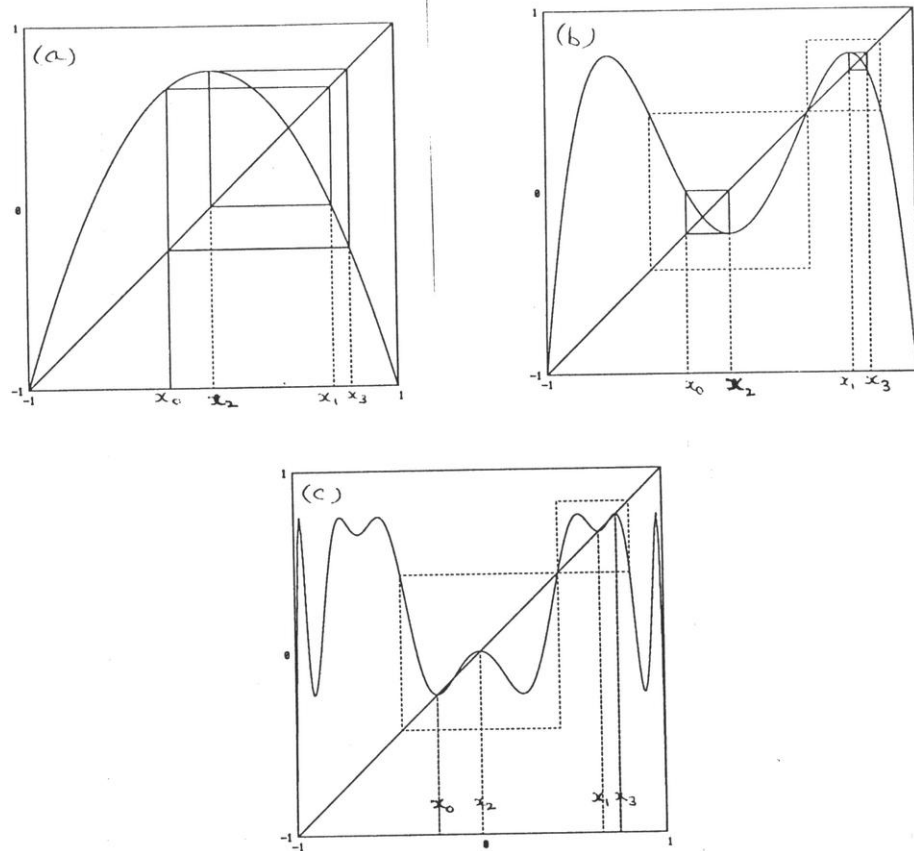 1
(a)
0
-1
-1 x₀ x₂ x₁ x₃ 1
1
(b)
0
-1
-1 x₀ x₂ x₁ x₃
1
(c)
0
x₀ x₂ x₁ x₃
-1
-1 0 1